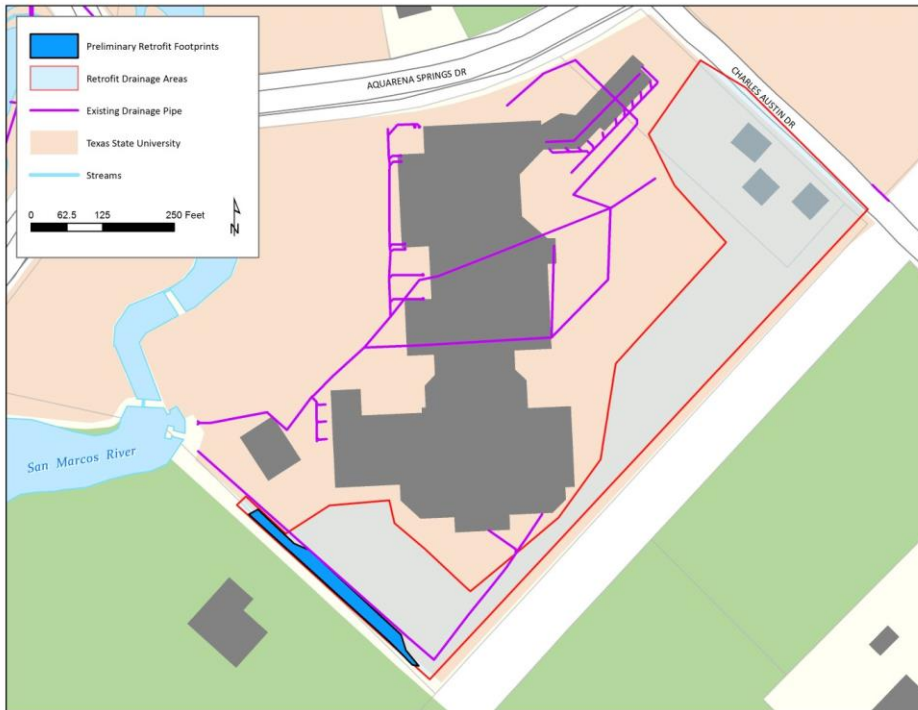 Preliminary Retrofit Footprints
Retrofit Drainage Areas
Existing Drainage Pipe
Texas State University
Streams
0 62.5 125 250 Feet
N
AQUARENA SPRINGS DR
CHARLES AUSTIN DR
San Marcos River